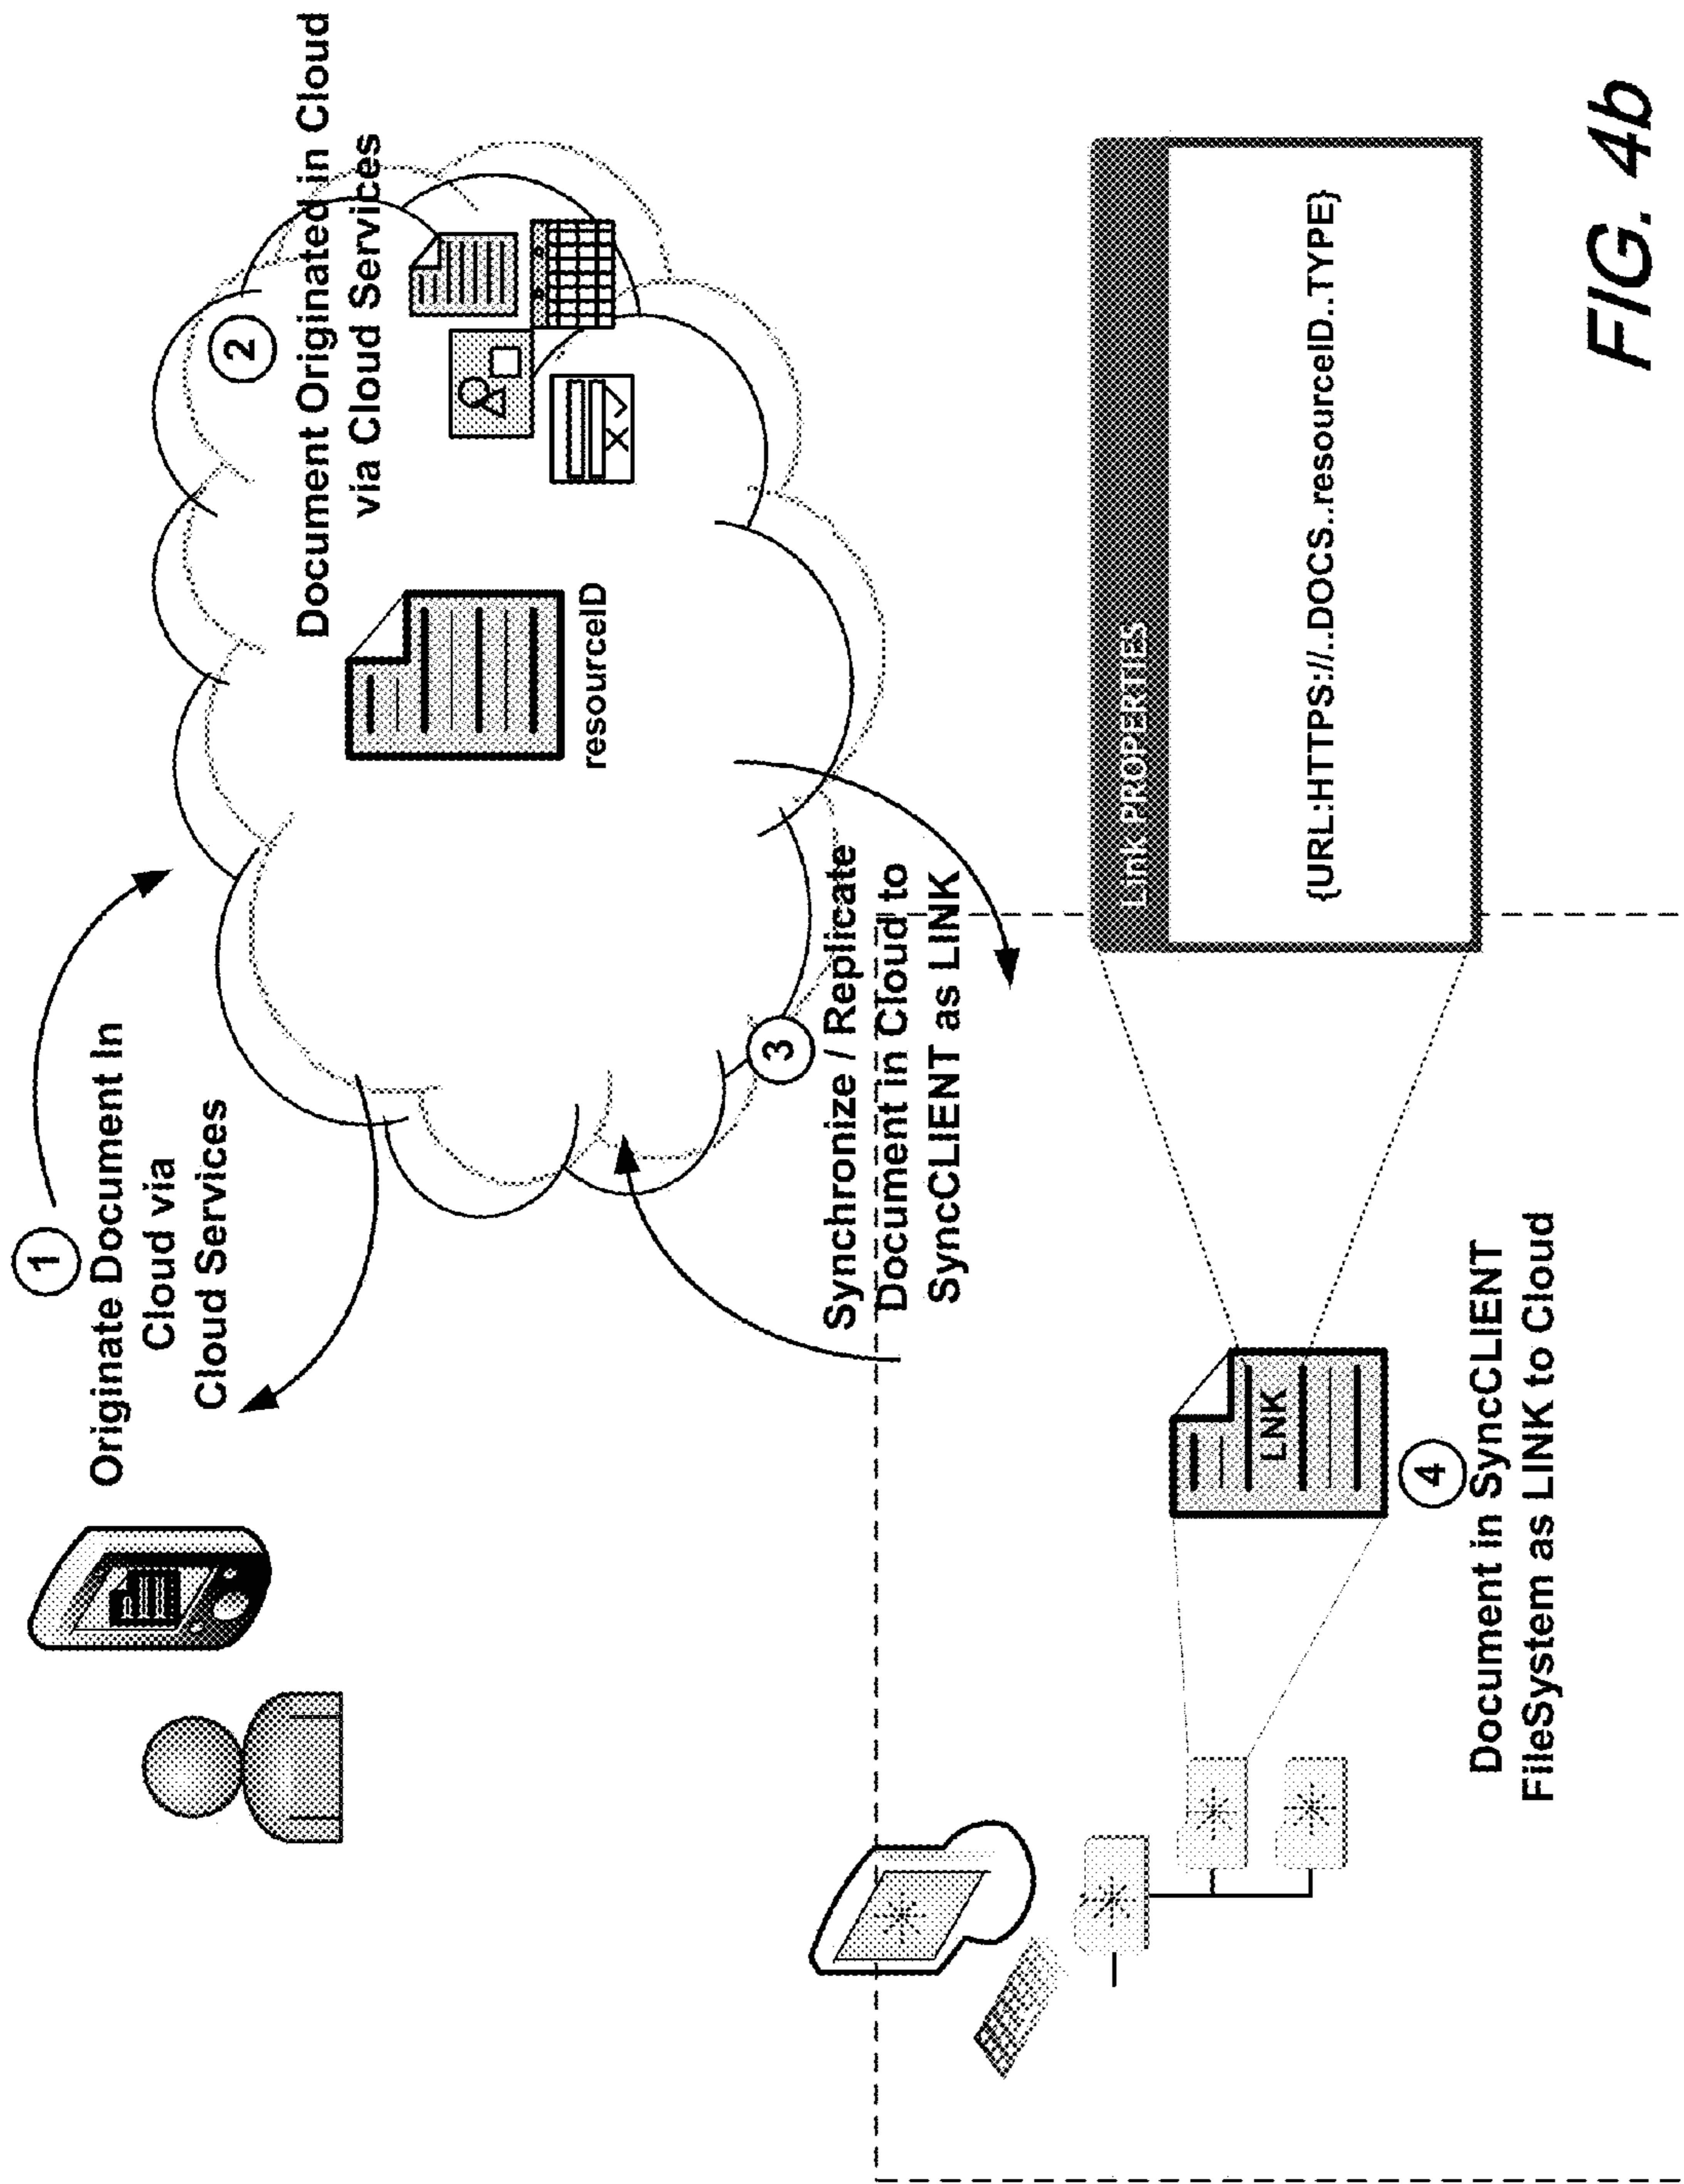 1
Originate Document In
Cloud via
Cloud Services
2
Document Originated in Cloud
via Cloud Services
resourceID
3
Synchronize / Replicate
Document in Cloud to
SyncCLIENT as LINK
LNK
4
Document in SyncCLIENT
FileSystem as LINK to Cloud
Link PROPERTIES
{URL:HTTPS://..DOCS..resourceID..TYPE}
FIG. 4b